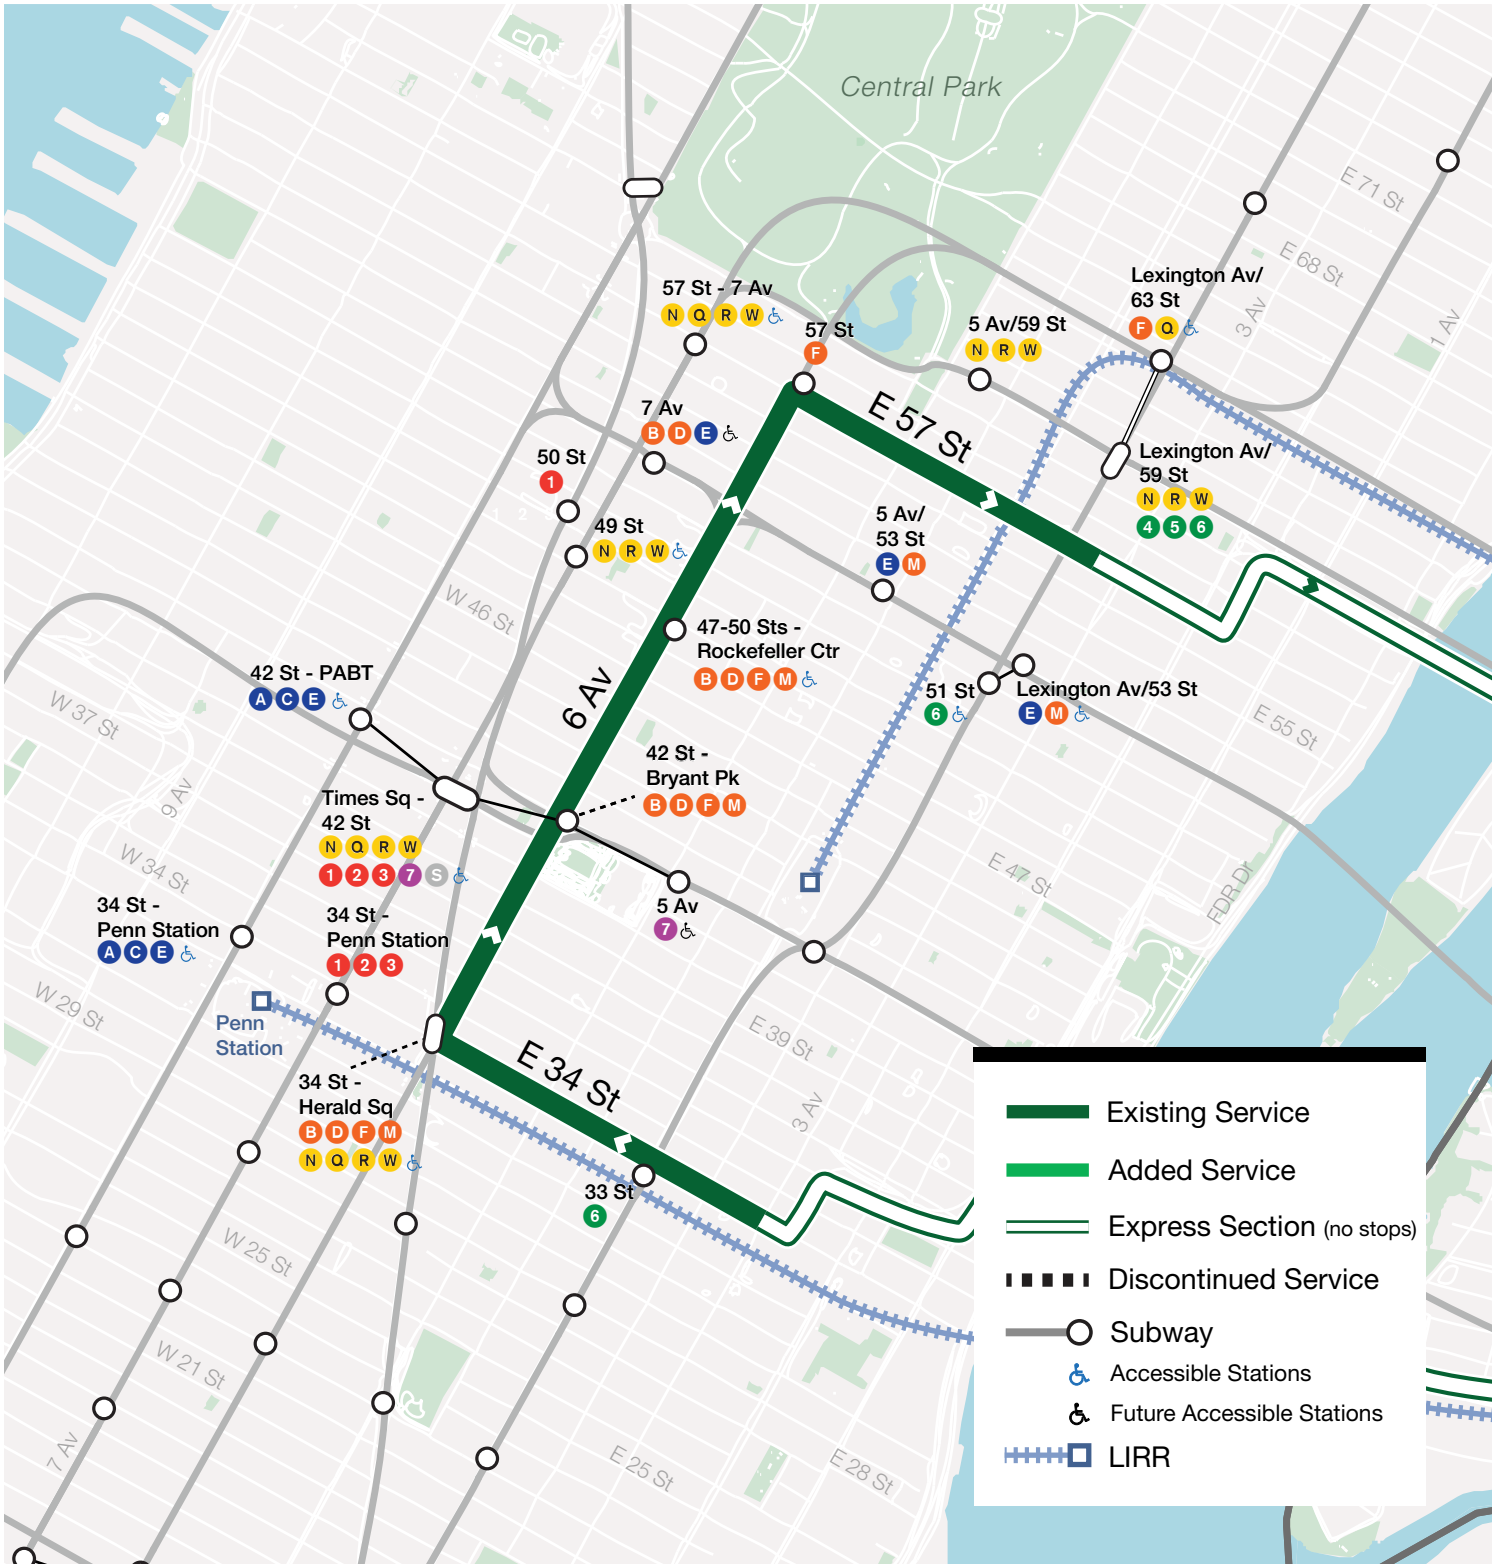 Central Park
E 71 St
E 68 St
3 Av
1 Av
Lexington Av/
63 St
F Q
57 St - 7 Av
N Q R W
57 St
F
5 Av/59 St
N R W
E 57 St
7 Av
B D E
50 St
1
2
49 St
N R W
Lexington Av/
59 St
N R W
4 5 6
5 Av/
53 St
E M
W 46 St
47-50 Sts -
Rockefeller Ctr
B D F M
6 Av
42 St - PABT
A C E
51 St
6
Lexington Av/53 St
E M
W 37 St
E 55 St
42 St -
Bryant Pk
B D F M
9 Av
Times Sq -
42 St
N Q R W
1 2 3 7 S
W 34 St
E 47 St
FDR Dr
34 St -
Penn Station
A C E
34 St -
Penn Station
1 2 3
5 Av
7
W 29 St
Penn
Station
E 39 St
E 34 St
3 Av
34 St -
Herald Sq
B D F M
N Q R W
33 St
6
W 25 St
W 21 St
7 Av
E 25 St
E 28 St
Existing Service
Added Service
Express Section (no stops)
Discontinued Service
Subway
Accessible Stations
Future Accessible Stations
LIRR